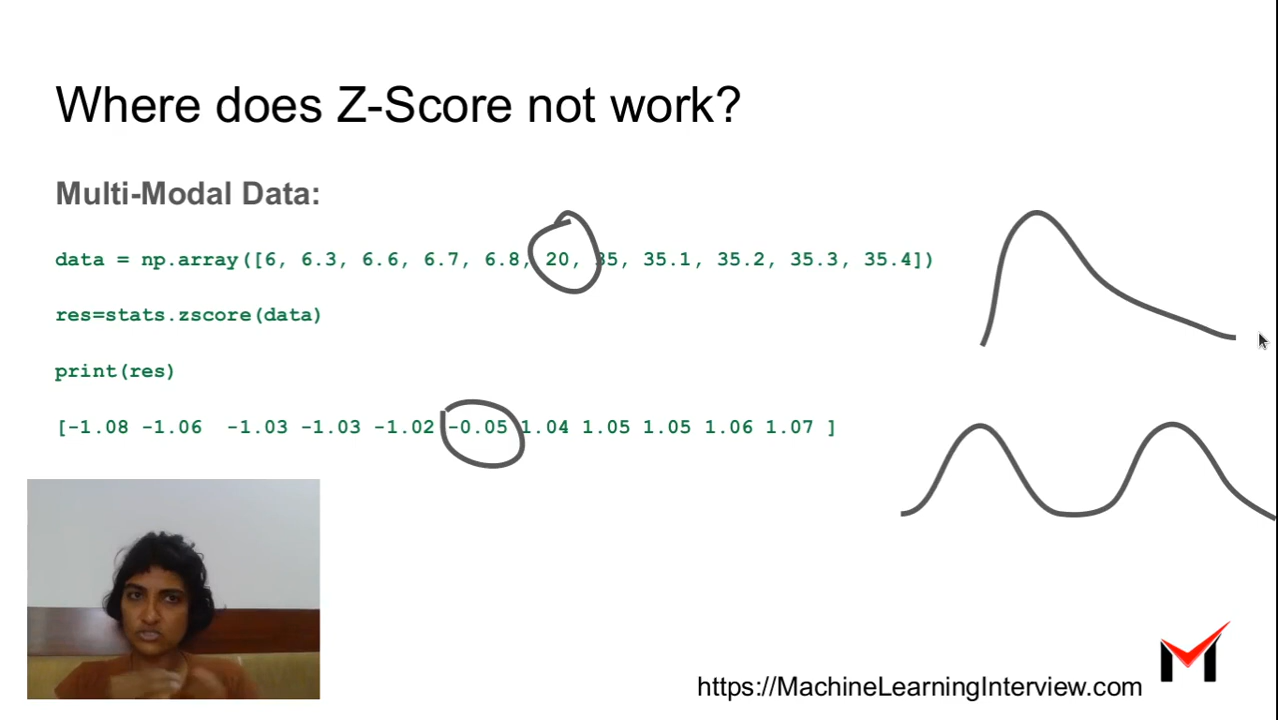 Where does Z-Score not work?
Multi-Modal Data:
data = np.array([6, 6.3, 6.6, 6.7, 6.8, 20, 35, 35.1, 35.2, 35.3, 35.4])
res=stats.zscore(data)
print(res)
[-1.08 -1.06 -1.03 -1.03 -1.02 -0.05 1.04 1.05 1.05 1.06 1.07 ]
https://MachineLearningInterview.com